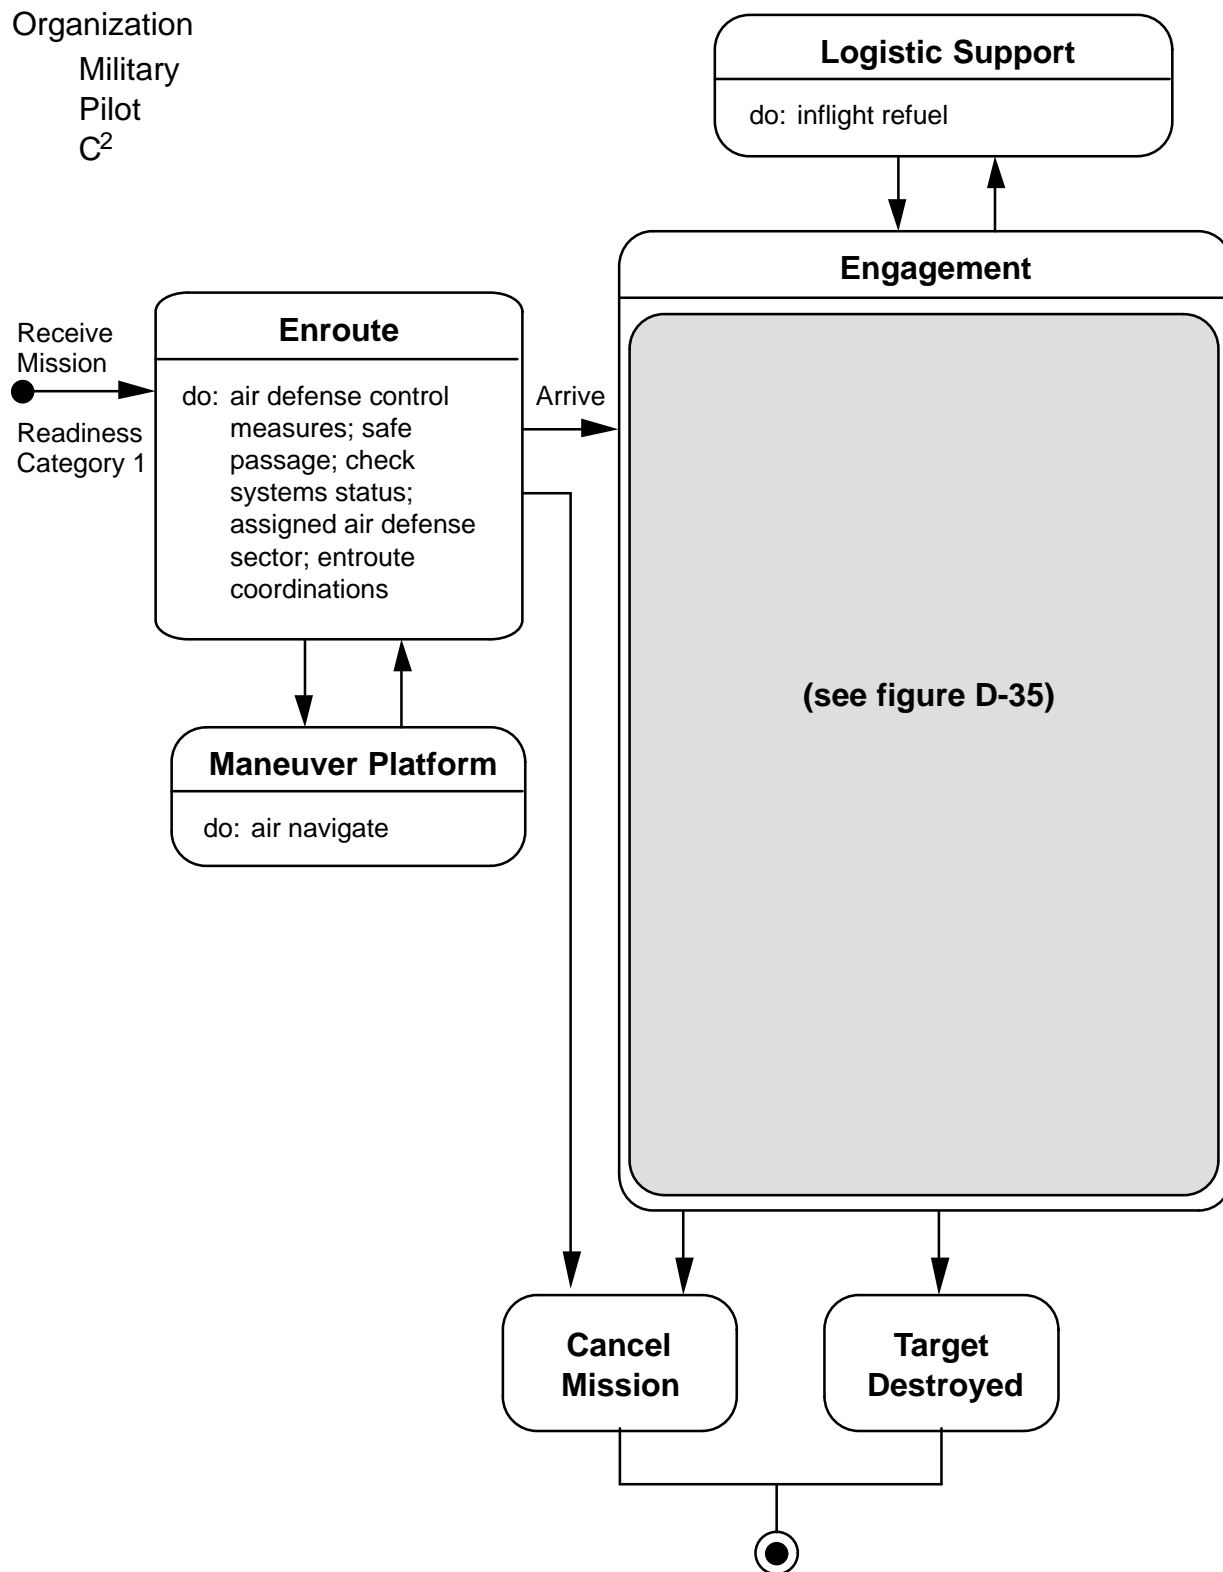 Organization
Military
Pilot
C²
Logistic Support
do: inflight refuel
Engagement
(see figure D-35)
Receive
Mission
Readiness
Category 1
Enroute
do: air defense control
measures; safe
passage; check
systems status;
assigned air defense
sector; entroute
coordinations
Arrive
Maneuver Platform
do: air navigate
Cancel
Mission
Target
Destroyed